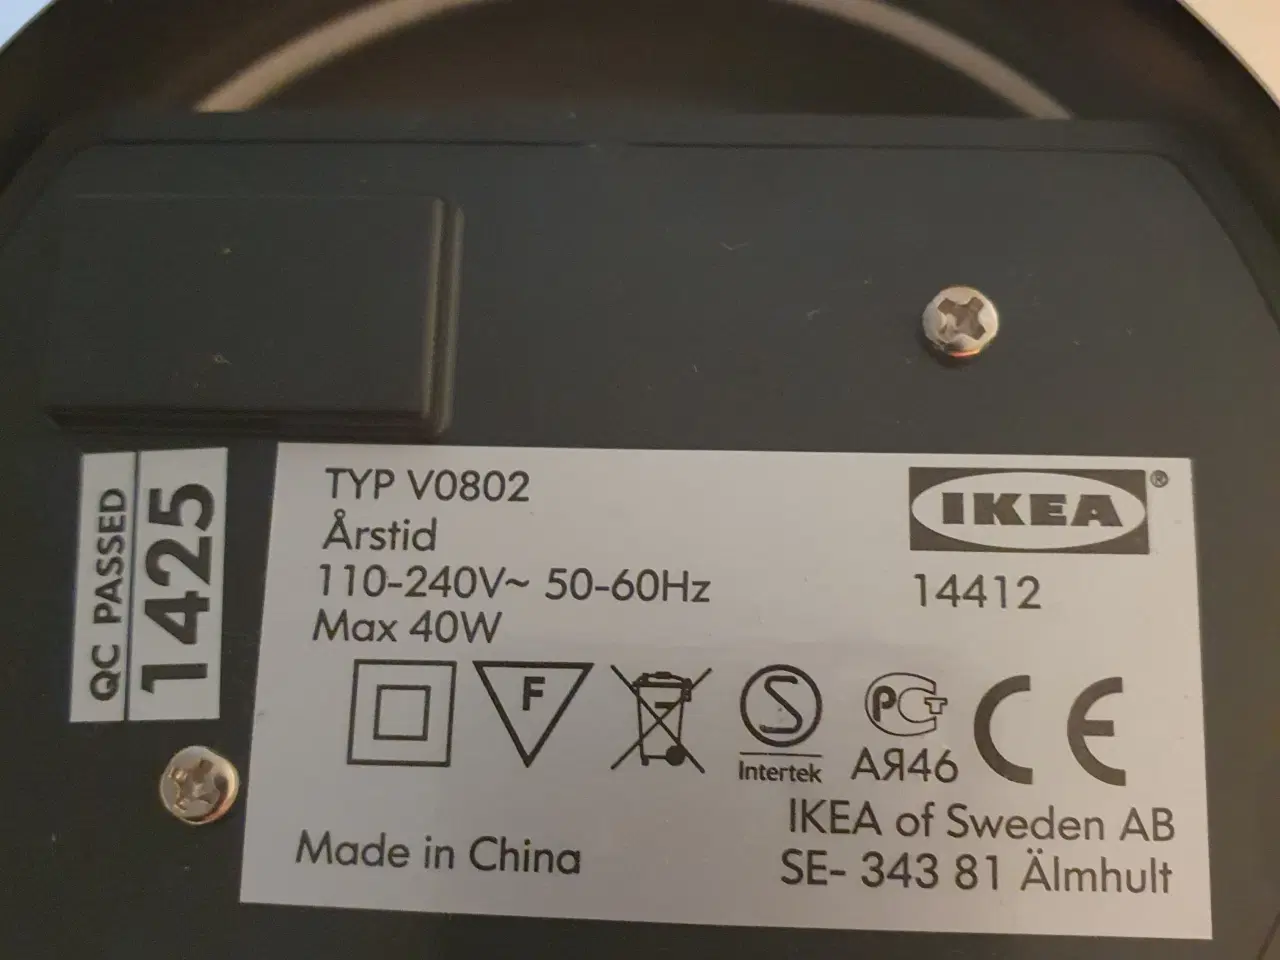 QC PASSED
1425
TYP V0802
Årstid
110-240V~ 50-60Hz
Max 40W
IKEA®
14412
F
Intertek
РСТ
АЯ46
CE
IKEA of Sweden AB
SE- 343 81 Älmhult
Made in China